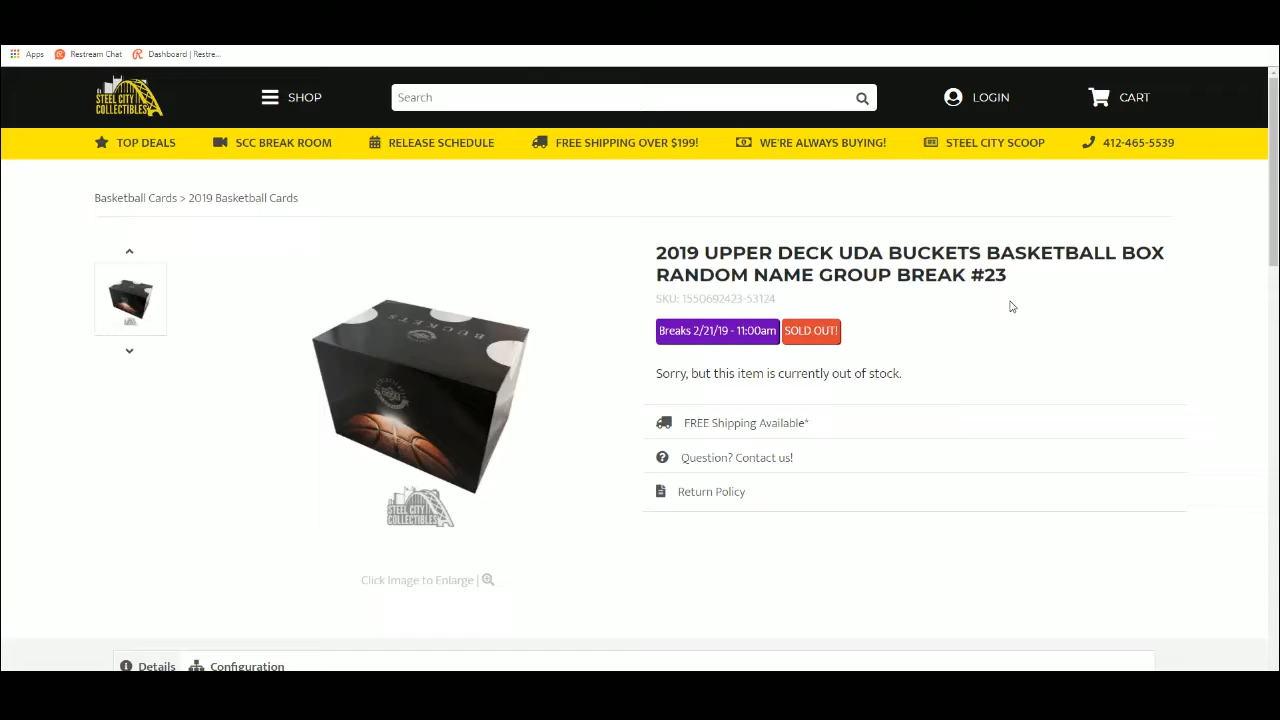 Apps Restream Chat Dashboard | Restre...
STEEL CITY COLLECTIBLES
SHOP
Search
LOGIN
CART
TOP DEALS
SCC BREAK ROOM
RELEASE SCHEDULE
FREE SHIPPING OVER $199!
WE'RE ALWAYS BUYING!
STEEL CITY SCOOP
412-465-5539
Basketball Cards > 2019 Basketball Cards
2019 UPPER DECK UDA BUCKETS BASKETBALL BOX
RANDOM NAME GROUP BREAK #23
SKU: 1550692423-53124
Breaks 2/21/19 - 11:00am SOLD OUT!
Sorry, but this item is currently out of stock.
FREE Shipping Available*
Question? Contact us!
Return Policy
BUCKETS
STEEL CITY
COLLECTIBLES
Click Image to Enlarge |
Details Configuration